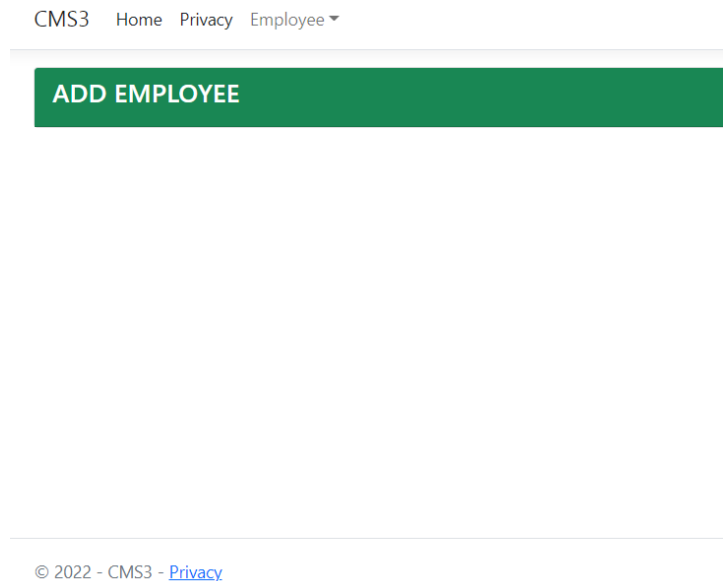 CMS3 Home Privacy Employee
ADD EMPLOYEE
© 2022 - CMS3 - Privacy